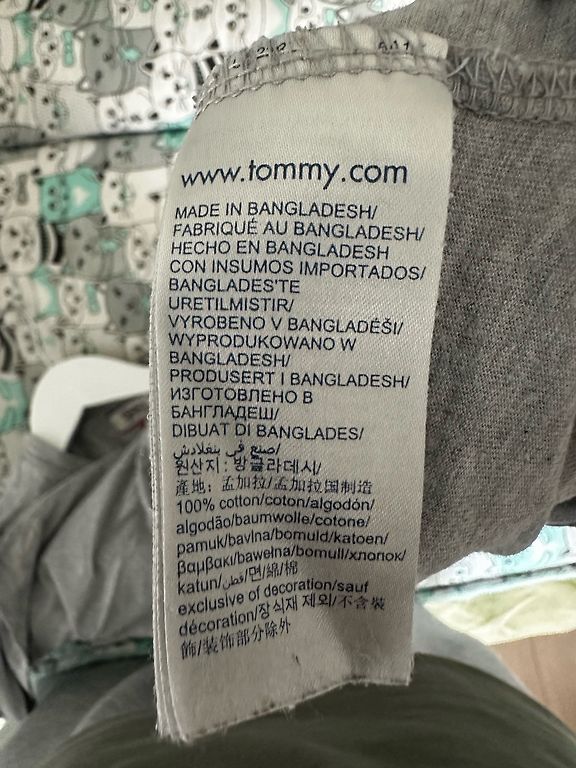 www.tommy.com
MADE IN BANGLADESH/
FABRIQUÉ AU BANGLADESH/
HECHO EN BANGLADESH
CON INSUMOS IMPORTADOS/
BANGLADES'TE
URETILMISTIR/
VYROBENO V BANGLADÉŠI/
WYPRODUKOWANO W
BANGLADESH/
PRODUSERT I BANGLADESH/
ИЗГОТОВЛЕНО В
БАНГЛАДЕШ/
DIBUAT DI BANGLADES/
صنع في بنغلادش/
원산지: 방글라데시/
產地: 孟加拉/孟加拉国制造
100% cotton/coton/algodón/
algodão/baumwolle/cotone/
pamuk/bavlna/bomuld/katoen/
βαμβακι/bawełna/bomull/хлопок/
katun/قطن/면/綿/棉
exclusive of decoration/sauf
décoration/장식재 제외/不含裝
飾/装饰部分除外